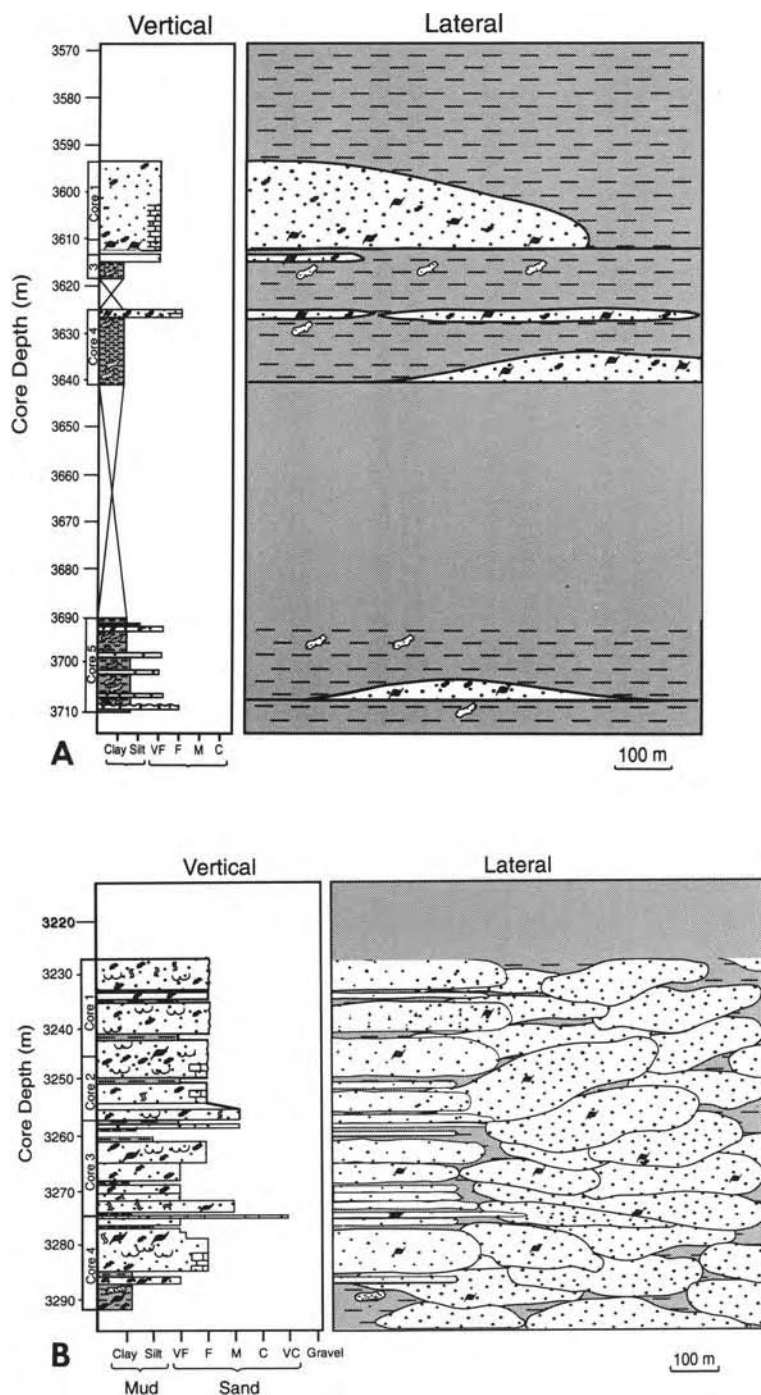 Vertical
Lateral
3570
3580
3590
3600
3610
3620
3630
3640
3650
3660
3670
3680
3690
3700
3710
Core Depth (m)
Core 1
3
Core 4
Core 5
Clay Silt VF F M C
A
100 m
Vertical
Lateral
3220
3230
3240
3250
3260
3270
3280
3290
Core Depth (m)
Core 1
Core 2
Core 3
Core 4
Clay Silt VF F M C VC Gravel
Mud Sand
B
100 m